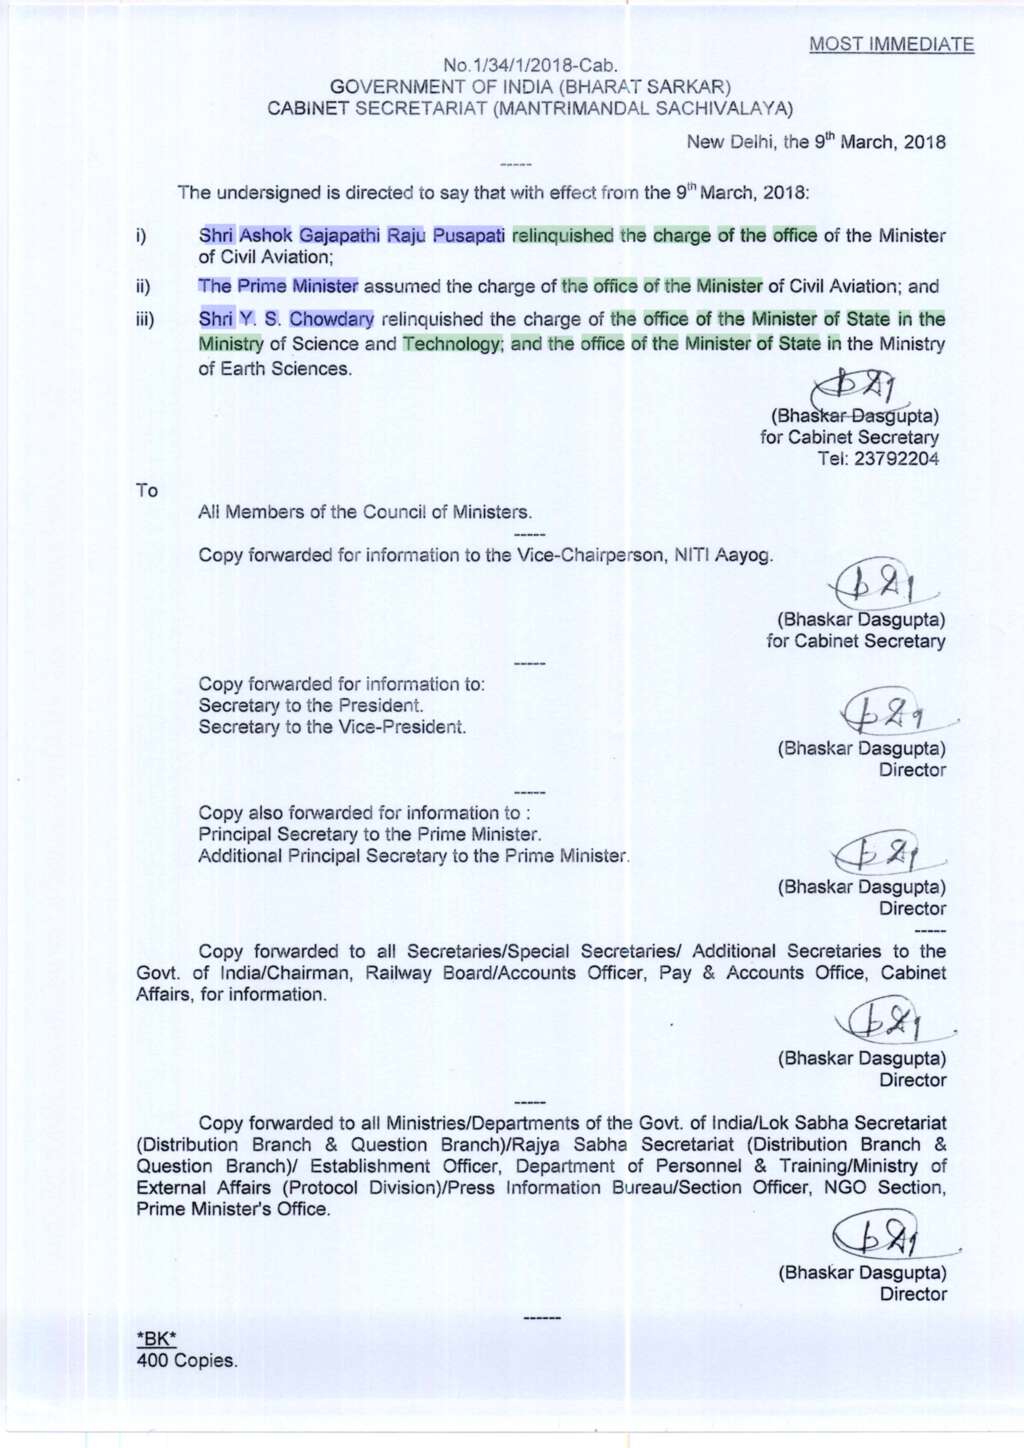 MOST IMMEDIATE
No.1/34/1/2018-Cab.
GOVERNMENT OF INDIA (BHARAT SARKAR)
CABINET SECRETARIAT (MANTRIMANDAL SACHIVALAYA)
New Delhi, the 9th March, 2018
-----
The undersigned is directed to say that with effect from the 9th March, 2018:
i) Shri Ashok Gajapathi Raju Pusapati relinquished the charge of the office of the Minister
of Civil Aviation;
ii) The Prime Minister assumed the charge of the office of the Minister of Civil Aviation; and
iii) Shri Y. S. Chowdary relinquished the charge of the office of the Minister of State in the
Ministry of Science and Technology; and the office of the Minister of State in the Ministry
of Earth Sciences.
(Bhaskar Dasgupta)
for Cabinet Secretary
Tel: 23792204
To
All Members of the Council of Ministers.
-----
Copy forwarded for information to the Vice-Chairperson, NITI Aayog.
(Bhaskar Dasgupta)
for Cabinet Secretary
-----
Copy forwarded for information to:
Secretary to the President.
Secretary to the Vice-President.
(Bhaskar Dasgupta)
Director
-----
Copy also forwarded for information to :
Principal Secretary to the Prime Minister.
Additional Principal Secretary to the Prime Minister.
(Bhaskar Dasgupta)
Director
-----
Copy forwarded to all Secretaries/Special Secretaries/ Additional Secretaries to the
Govt. of India/Chairman, Railway Board/Accounts Officer, Pay & Accounts Office, Cabinet
Affairs, for information.
(Bhaskar Dasgupta)
Director
-----
Copy forwarded to all Ministries/Departments of the Govt. of India/Lok Sabha Secretariat
(Distribution Branch & Question Branch)/Rajya Sabha Secretariat (Distribution Branch &
Question Branch)/ Establishment Officer, Department of Personnel & Training/Ministry of
External Affairs (Protocol Division)/Press Information Bureau/Section Officer, NGO Section,
Prime Minister's Office.
(Bhaskar Dasgupta)
Director
------
*BK*
400 Copies.